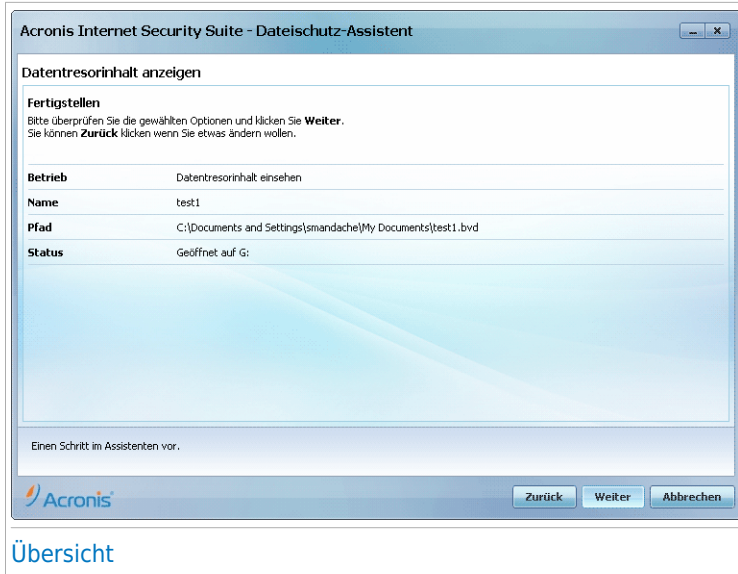 Acronis Internet Security Suite - Dateischutz-Assistent
Datentresorinhalt anzeigen
Fertigstellen
Bitte überprüfen Sie die gewählten Optionen und klicken Sie Weiter.
Sie können Zurück klicken wenn Sie etwas ändern wollen.
Betrieb Datentresorinhalt einsehen
Name test1
Pfad C:\Documents and Settings\smandache\My Documents\test1.bvd
Status Geöffnet auf G:
Einen Schritt im Assistenten vor.
Acronis
Zurück Weiter Abbrechen
Übersicht